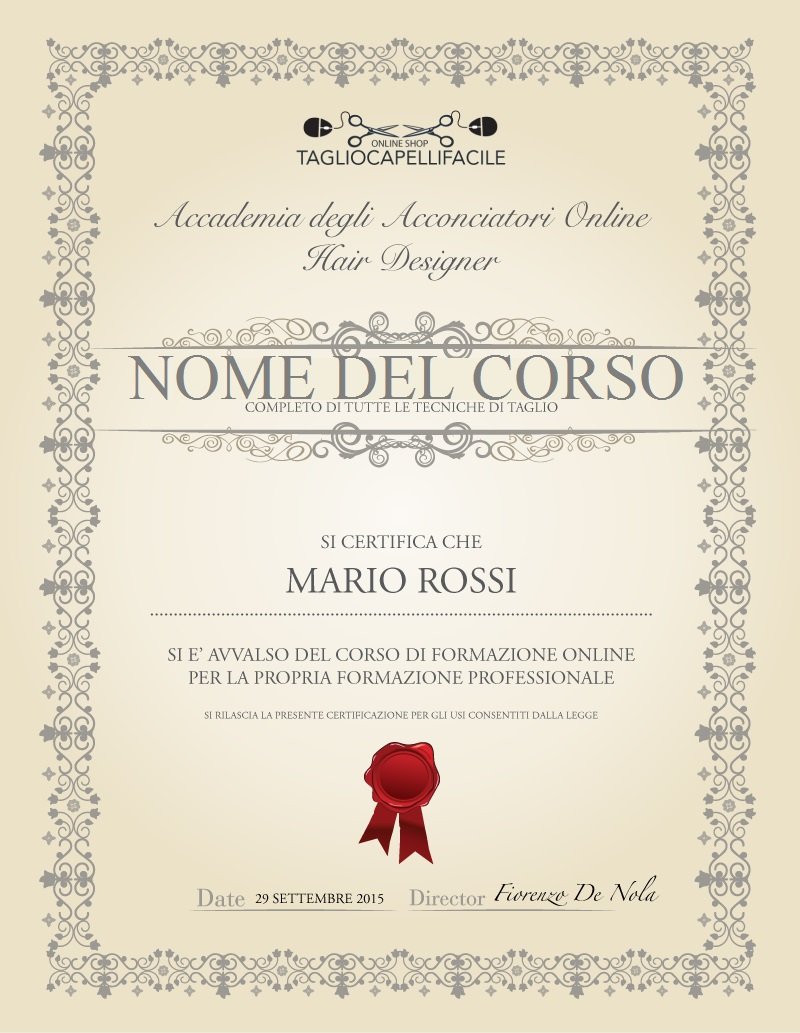 ONLINE SHOP
TAGLIOCAPELLIFACILE
Accademia degli Acconciatori Online
Hair Designer
NOME DEL CORSO
COMPLETO DI TUTTE LE TECNICHE DI TAGLIO
SI CERTIFICA CHE
MARIO ROSSI
SI E' AVVALSO DEL CORSO DI FORMAZIONE ONLINE
PER LA PROPRIA FORMAZIONE PROFESSIONALE
SI RILASCIA LA PRESENTE CERTIFICAZIONE PER GLI USI CONSENTITI DALLA LEGGE
Date 29 SETTEMBRE 2015 Director Fiorenzo De Nola